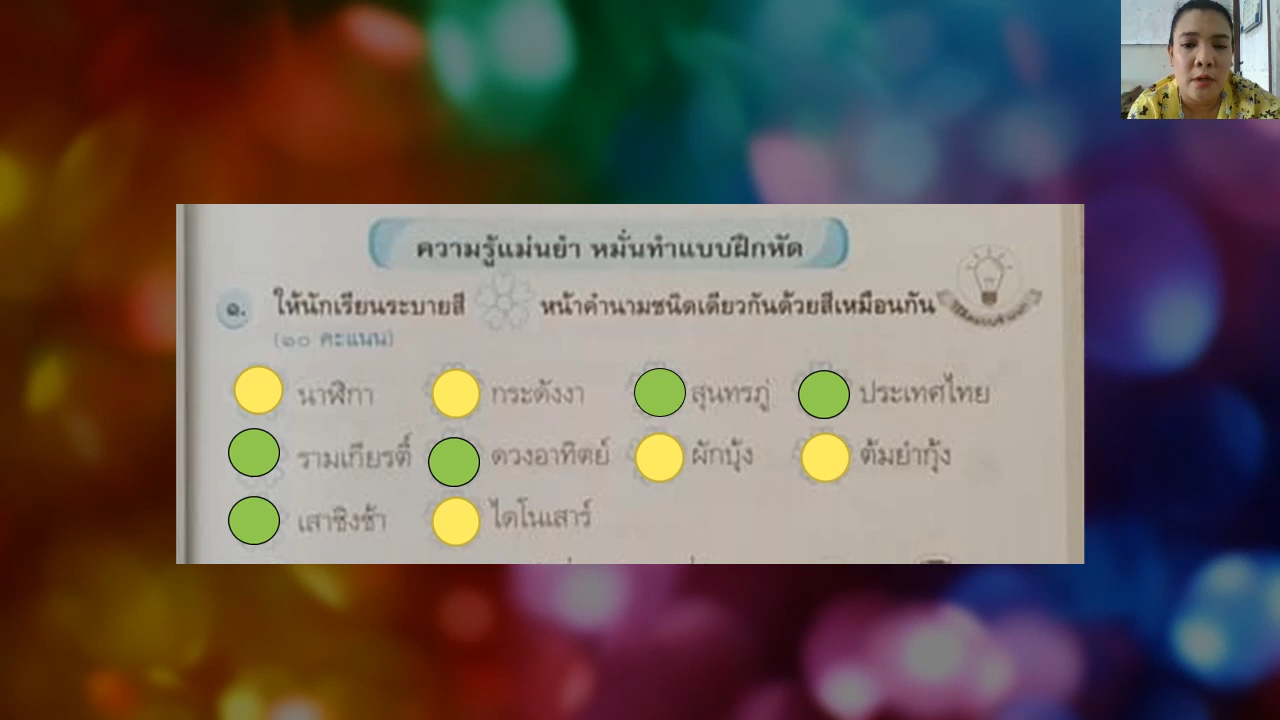 ความรู้แม่นยำ หมั่นทำแบบฝึกหัด
๑. ให้นักเรียนระบายสี หน้าคำนามชนิดเดียวกันด้วยสีเหมือนกัน
(๑๐ คะแนน)
นาฬิกา กระดังงา สุนทรภู่ ประเทศไทย
รามเกียรติ์ ดวงอาทิตย์ ผักบุ้ง ต้มยำกุ้ง
เสาชิงช้า ไดโนเสาร์